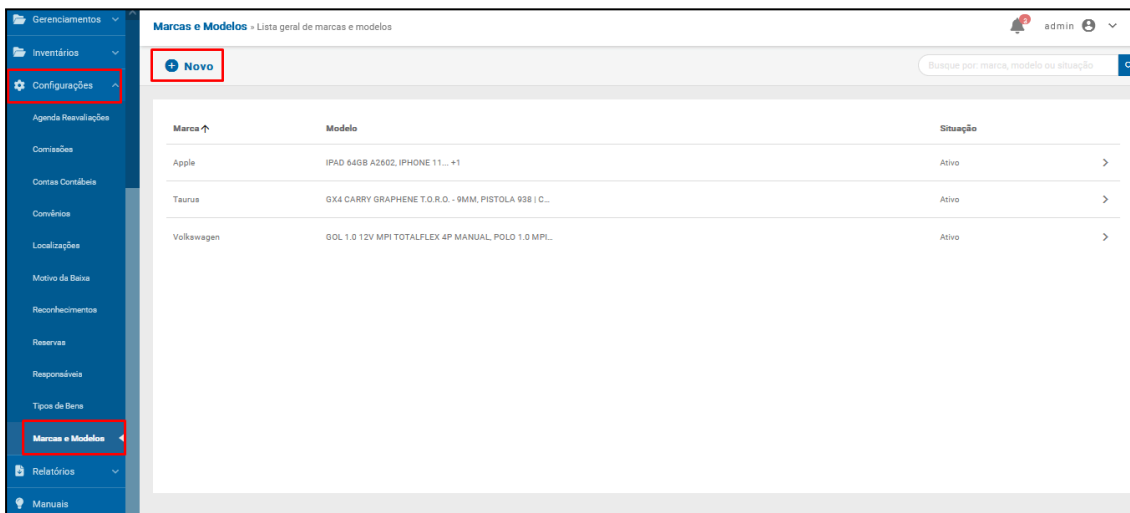 Gerenciamentos
Inventários
Configurações
Agenda Reavaliações
Comissões
Contas Contábeis
Convênios
Localizações
Motivo da Baixa
Reconhecimentos
Reservas
Responsáveis
Tipos de Bens
Marcas e Modelos
Relatórios
Manuais
Marcas e Modelos » Lista geral de marcas e modelos
3
admin
Novo
Busque por: marca, modelo ou situação
Marca Modelo Situação
Apple IPAD 64GB A2602, IPHONE 11... +1 Ativo
Taurus GX4 CARRY GRAPHENE T.O.R.O. - 9MM, PISTOLA 938 | C... Ativo
Volkswagen GOL 1.0 12V MPI TOTALFLEX 4P MANUAL, POLO 1.0 MPI... Ativo